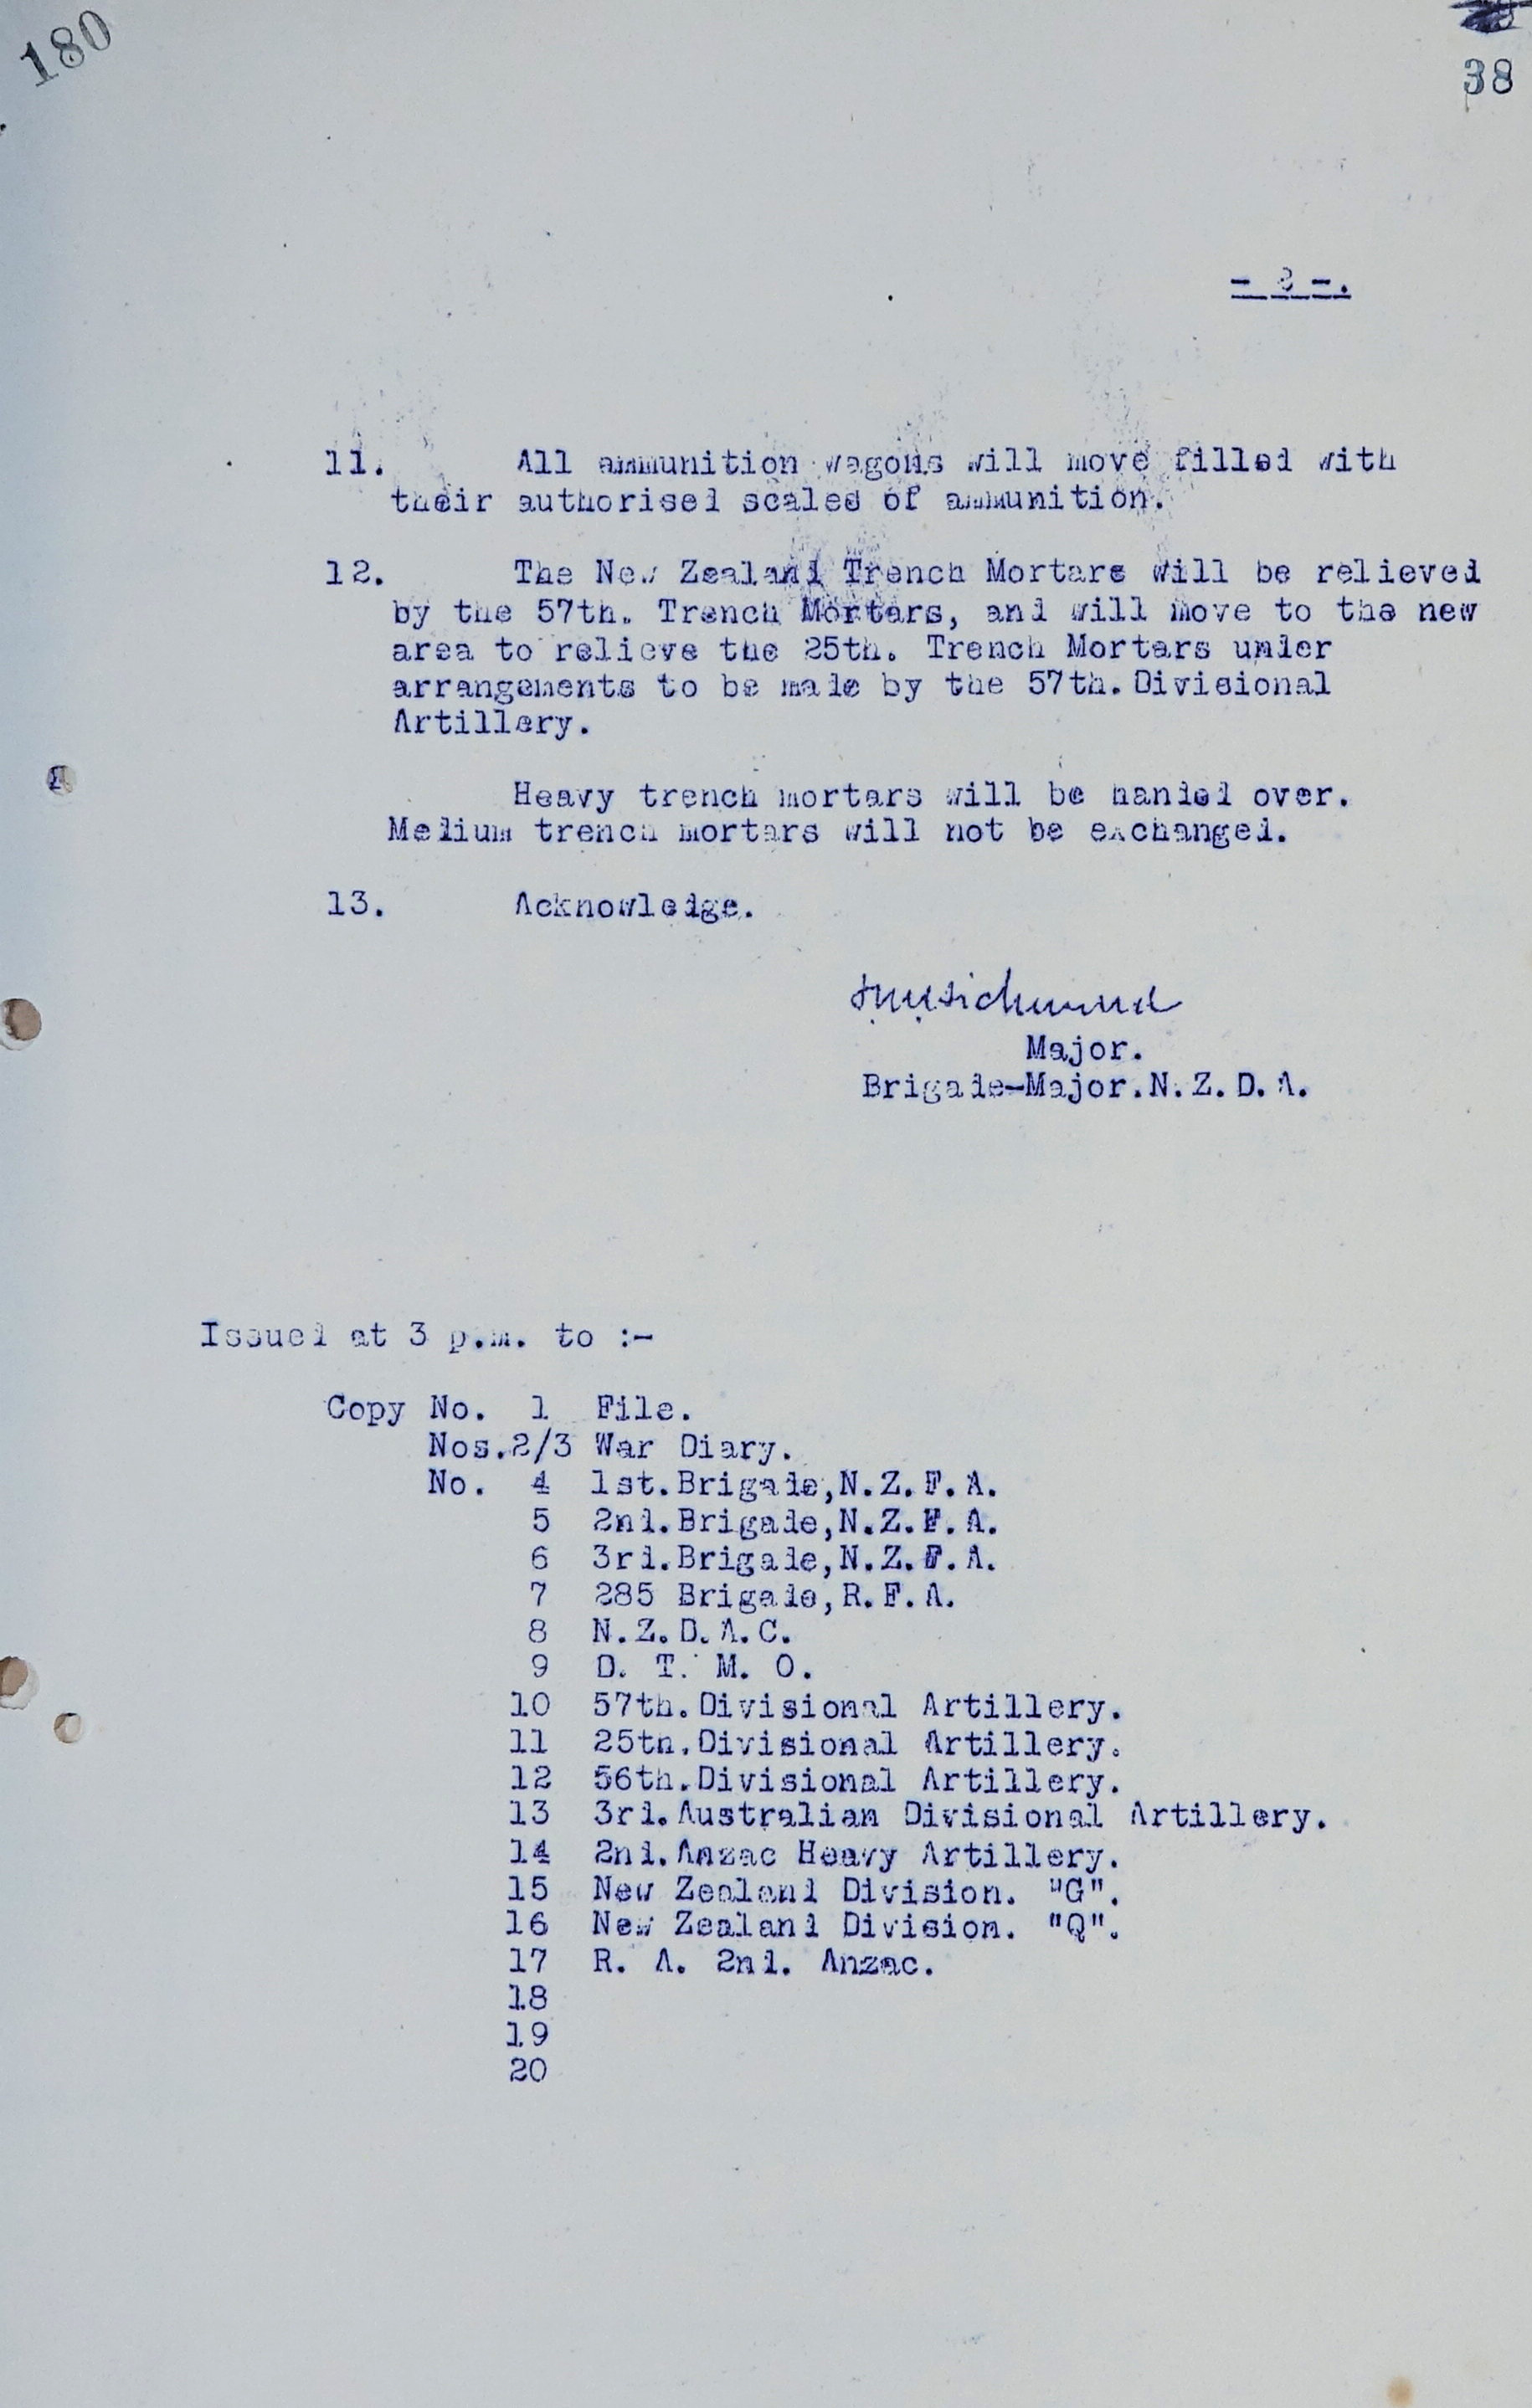 180
38
- 2 -.
11. All ammunition wagons will move filled with
their authorised scales of ammunition.
12. The New Zealand Trench Mortars will be relieved
by the 57th. Trench Mortars, and will move to the new
area to relieve the 25th. Trench Mortars under
arrangements to be made by the 57th.Divisional
Artillery.
Heavy trench mortars will be handed over.
Medium trench mortars will not be exchanged.
13. Acknowledge.
Major.
Brigade-Major.N.Z.D.A.
Issued at 3 p.m. to :-
Copy No. 1 File.
Nos.2/3 War Diary.
No. 4 1st.Brigade,N.Z.F.A.
5 2nd.Brigade,N.Z.F.A.
6 3rd.Brigade,N.Z.F.A.
7 285 Brigade,R.F.A.
8 N.Z.D.A.C.
9 D. T. M. O.
10 57th.Divisional Artillery.
11 25th.Divisional Artillery.
12 56th.Divisional Artillery.
13 3rd.Australian Divisional Artillery.
14 2nd.Anzac Heavy Artillery.
15 New Zealand Division. "G".
16 New Zealand Division. "Q".
17 R. A. 2nd. Anzac.
18
19
20